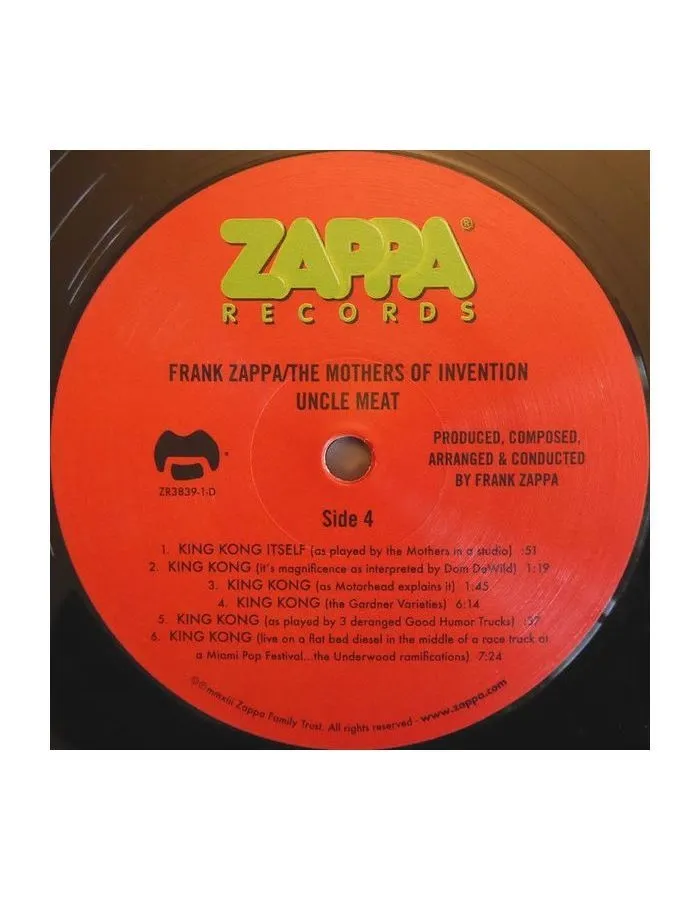 ZAPPA®
RECORDS
FRANK ZAPPA/THE MOTHERS OF INVENTION
UNCLE MEAT
PRODUCED, COMPOSED,
ARRANGED & CONDUCTED
BY FRANK ZAPPA
ZR3839-1-D
Side 4
1. KING KONG ITSELF (as played by the Mothers in a studio) :51
2. KING KONG (it's magnificence as interpreted by Dom DeWild) 1:19
3. KING KONG (as Motorhead explains it) 1:45
4. KING KONG (the Gardner Varieties) 6:14
5. KING KONG (as played by 3 deranged Good Humor Trucks) :37
6. KING KONG (live on a flat bed diesel in the middle of a race track at
a Miami Pop Festival...the Underwood ramifications) 7:24
©℗mmxiii Zappa Family Trust. All rights reserved - www.zappa.com